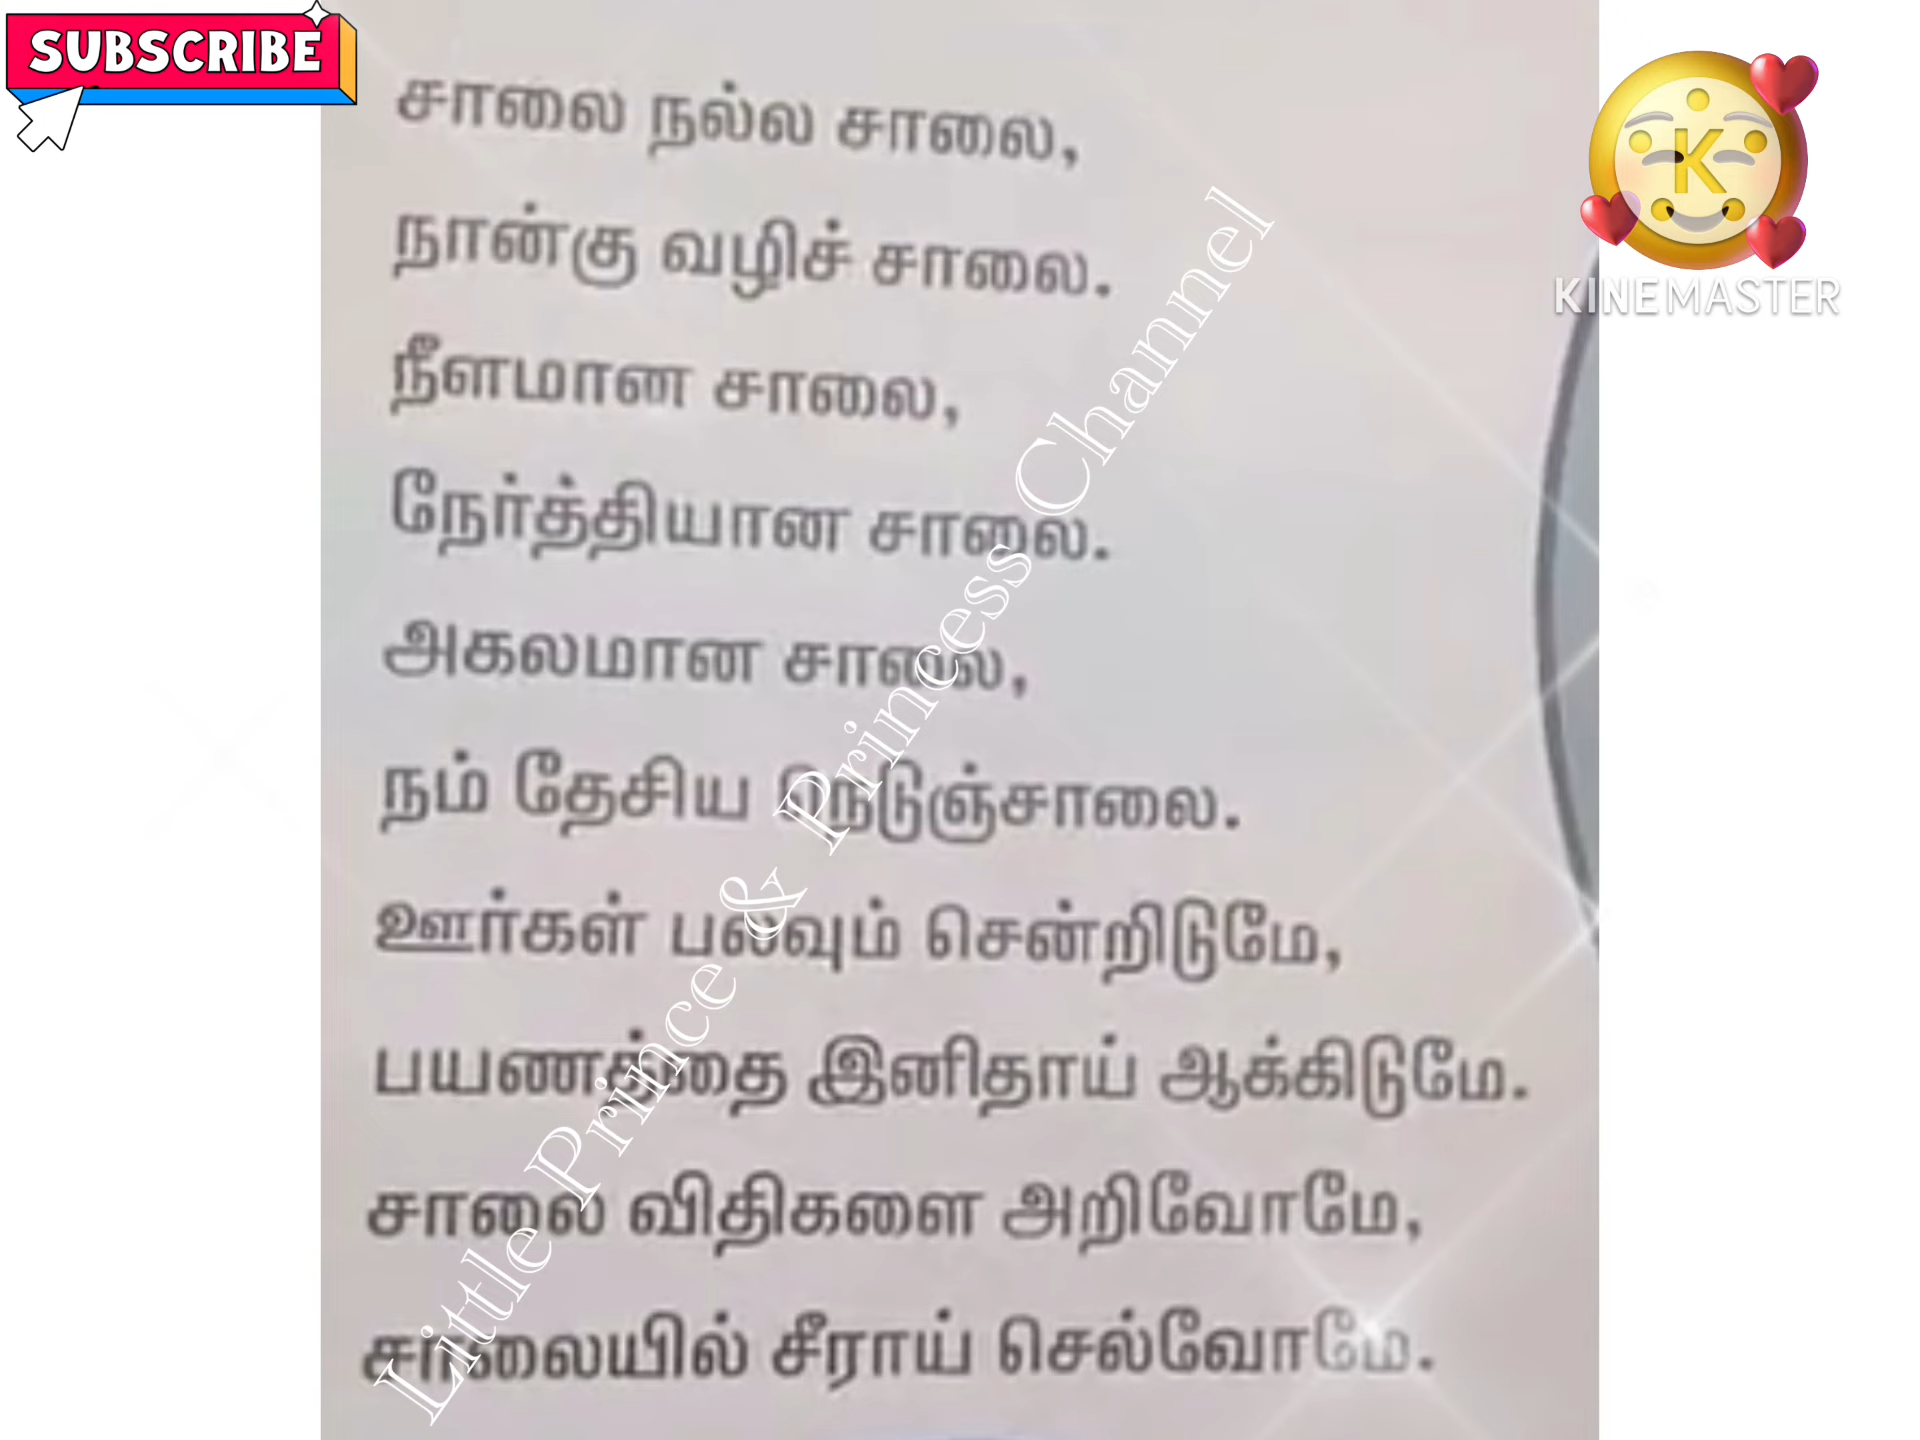 SUBSCRIBE
சாலை நல்ல சாலை,
நான்கு வழிச் சாலை.
நீளமான சாலை,
நேர்த்தியான சாலை.
அகலமான சாலை,
நம் தேசிய நெடுஞ்சாலை.
ஊர்கள் பலவும் சென்றிடுமே,
பயணத்தை இனிதாய் ஆக்கிடுமே.
சாலை விதிகளை அறிவோமே,
சாலையில் சீராய் செல்வோமே.
K
KINEMASTER
Little Prince & Princess Channel